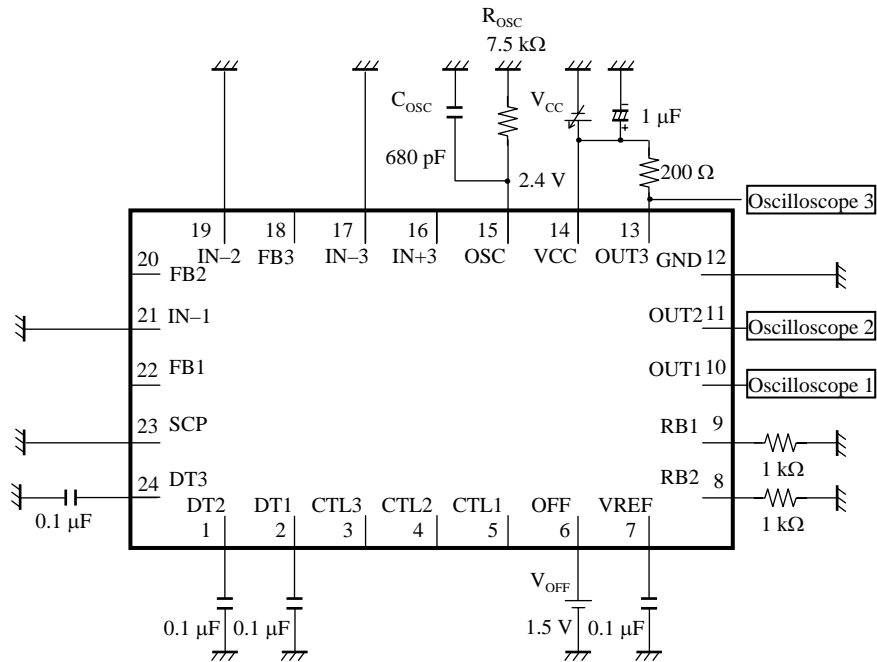 R_OSC
7.5 kΩ
C_OSC
V_CC
−
1 µF
+
680 pF
2.4 V
200 Ω
Oscilloscope 3
19 18 17 16 15 14 13
IN–2 FB3 IN–3 IN+3 OSC VCC OUT3
20 FB2
GND 12
21 IN–1
OUT2 11 Oscilloscope 2
22 FB1
OUT1 10 Oscilloscope 1
23 SCP
RB1 9
1 kΩ
24 DT3
RB2 8
1 kΩ
0.1 µF
DT2 DT1 CTL3 CTL2 CTL1 OFF VREF
1 2 3 4 5 6 7
V_OFF
0.1 µF 0.1 µF 1.5 V 0.1 µF